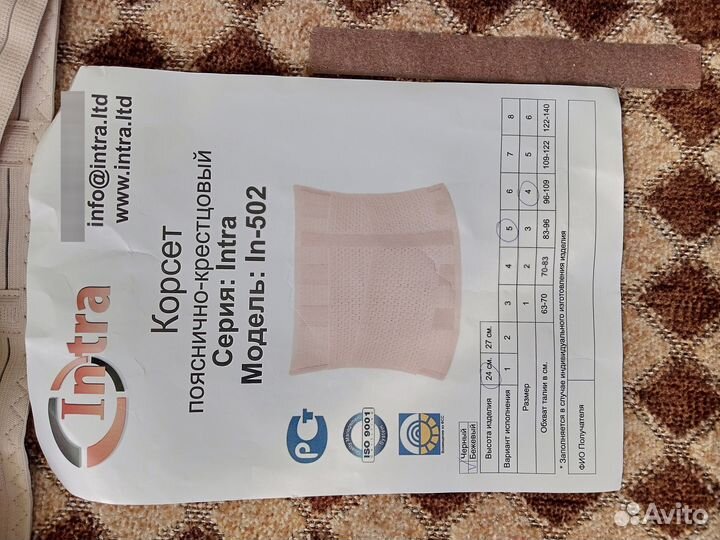 Intra
info@intra.ltd
www.intra.ltd
Корсет
пояснично-крестцовый
Серия: Intra
Модель: In-502
РСТ
ISO 9001
Черный
Бежевый
Высота изделия 24 см. 27 см.
Вариант исполнения 1 2 3 4 5 6 7 8
Размер 1 2 3 4 5 6
Обхват талии в см. 63-70 70-83 83-96 96-109 109-122 122-140
* Заполняется в случае индивидуального изготовления изделия
ФИО Получателя
Avito